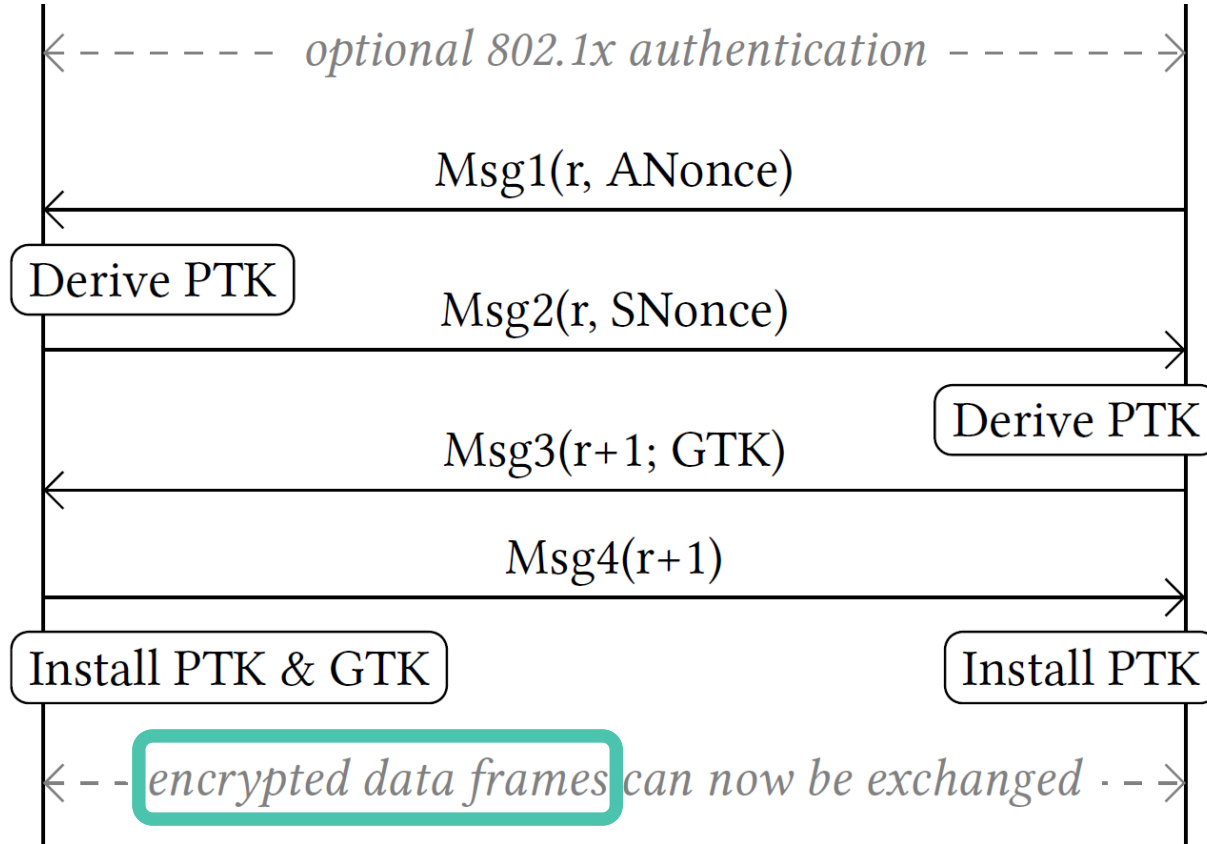 optional 802.1x authentication
Msg1(r, ANonce)
Derive PTK
Msg2(r, SNonce)
Derive PTK
Msg3(r+1; GTK)
Msg4(r+1)
Install PTK & GTK
Install PTK
encrypted data frames can now be exchanged